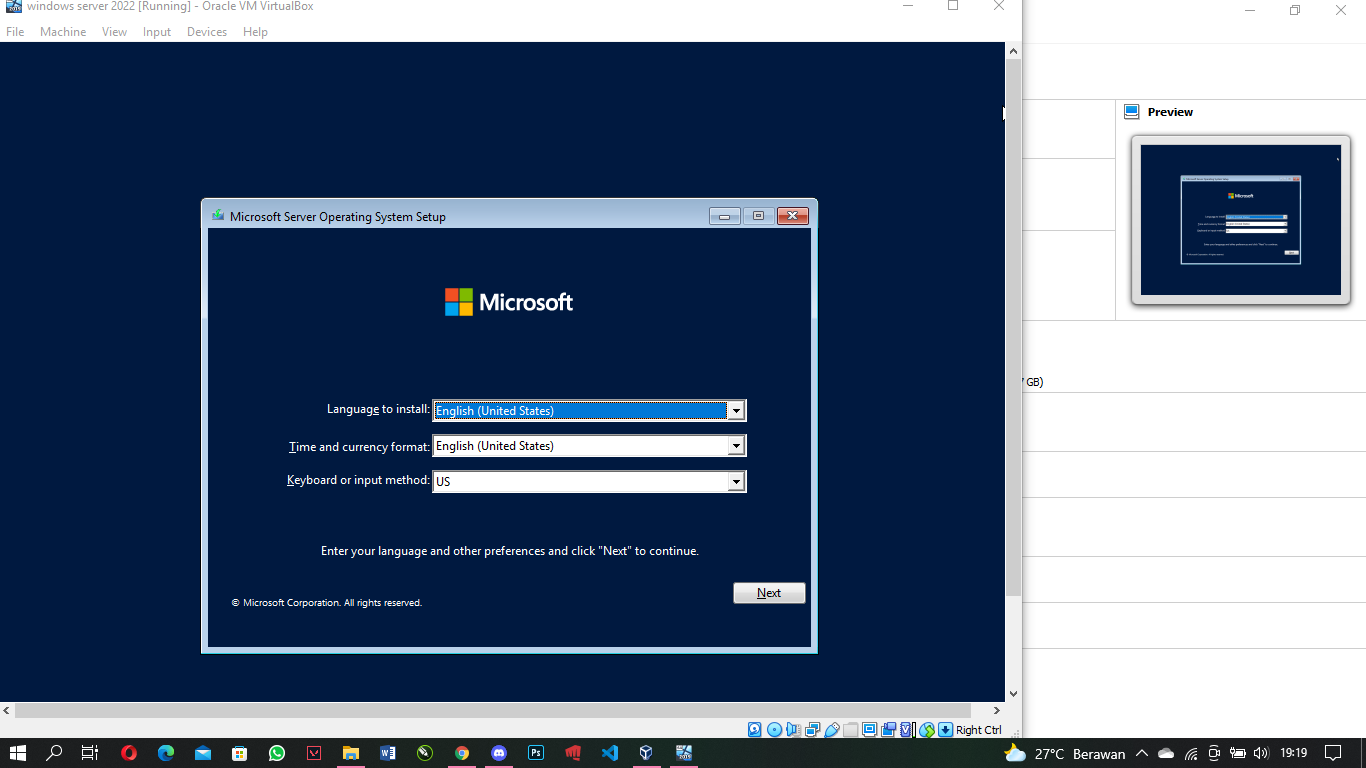 windows server 2022 [Running] - Oracle VM VirtualBox
File Machine View Input Devices Help
Preview
Microsoft Server Operating System Setup
Microsoft
Language to install: English (United States)
Time and currency format: English (United States)
Keyboard or input method: US
Enter your language and other preferences and click "Next" to continue.
Next
© Microsoft Corporation. All rights reserved.
GB)
Right Ctrl
27°C Berawan 19:19